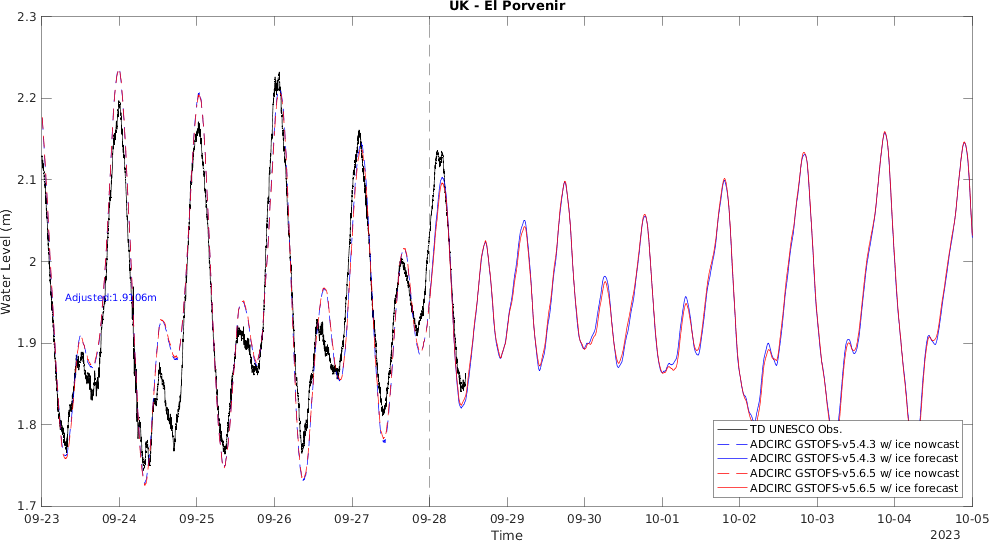 UK - El Porvenir
2.3
2.2
2.1
2
1.9
1.8
1.7
Water Level (m)
Adjusted:1.9106m
TD UNESCO Obs.
ADCIRC GSTOFS-v5.4.3 w/ ice nowcast
ADCIRC GSTOFS-v5.4.3 w/ ice forecast
ADCIRC GSTOFS-v5.6.5 w/ ice nowcast
ADCIRC GSTOFS-v5.6.5 w/ ice forecast
09-23 09-24 09-25 09-26 09-27 09-28 09-29 09-30 10-01 10-02 10-03 10-04 10-05
Time
2023